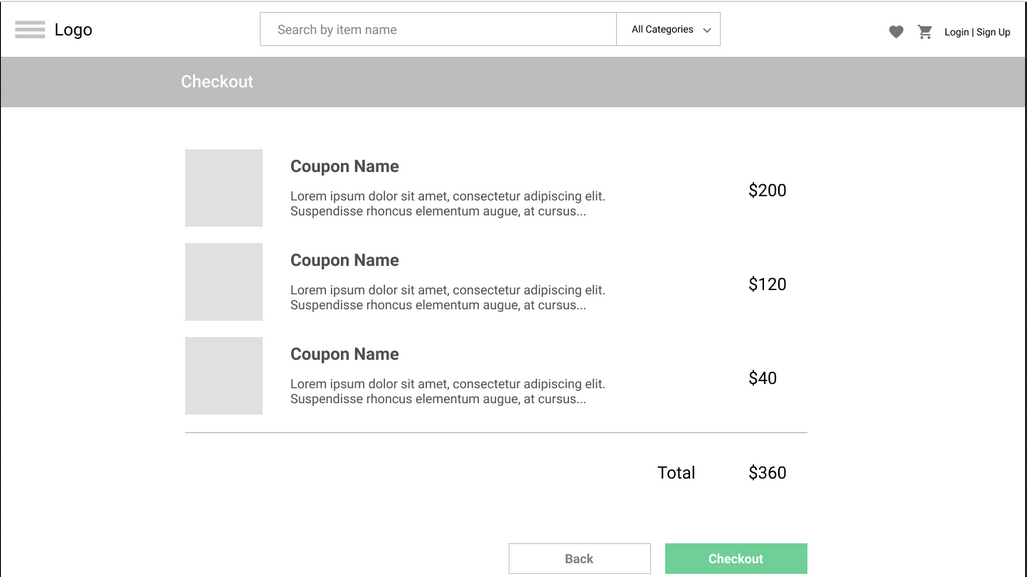 Logo
Search by item name
All Categories
Login | Sign Up
Checkout
Coupon Name
Lorem ipsum dolor sit amet, consectetur adipiscing elit.
Suspendisse rhoncus elementum augue, at cursus...
$200
Coupon Name
Lorem ipsum dolor sit amet, consectetur adipiscing elit.
Suspendisse rhoncus elementum augue, at cursus...
$120
Coupon Name
Lorem ipsum dolor sit amet, consectetur adipiscing elit.
Suspendisse rhoncus elementum augue, at cursus...
$40
Total $360
Back
Checkout